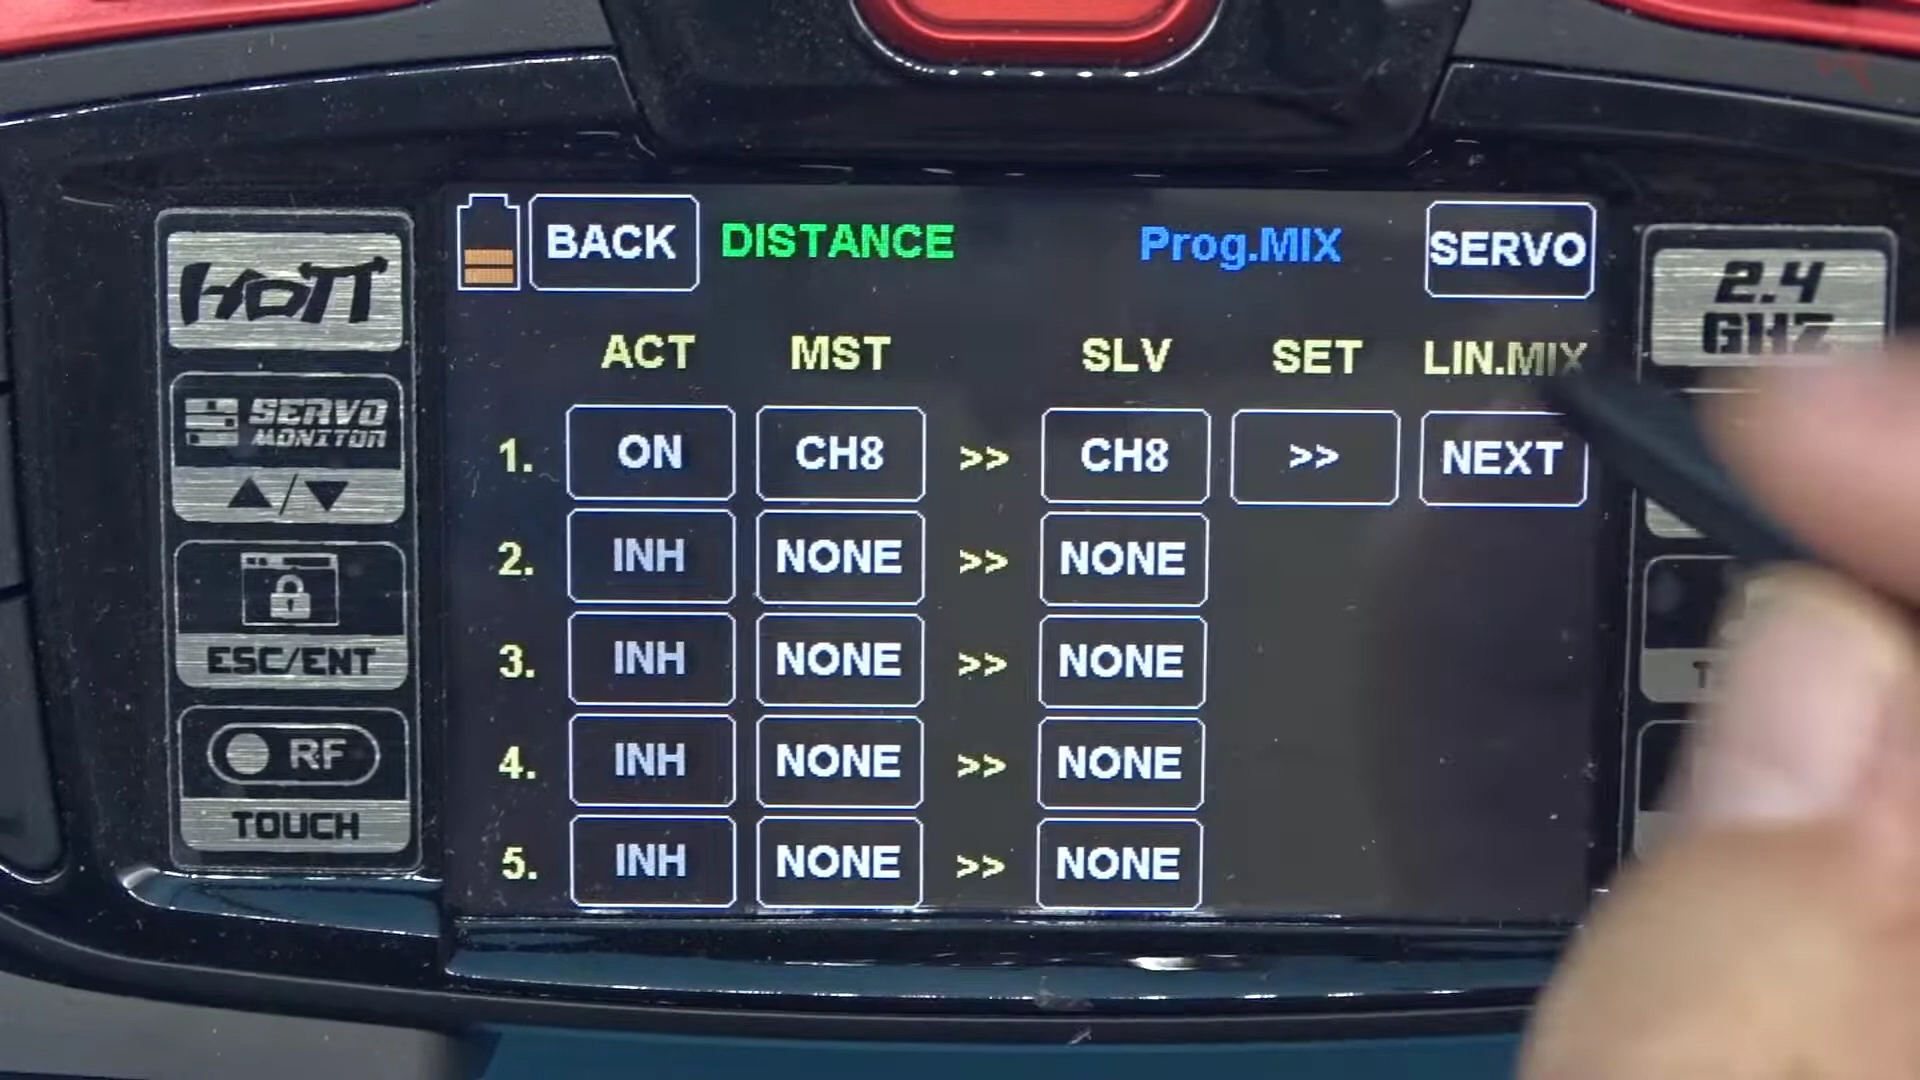 BACK DISTANCE Prog.MIX SERVO
ACT MST SLV SET LIN.MIX
1. ON CH8 >> CH8 >> NEXT
2. INH NONE >> NONE
3. INH NONE >> NONE
4. INH NONE >> NONE
5. INH NONE >> NONE
HoTT
SERVO
MONITOR
▲/▼
ESC/ENT
RF
TOUCH
2.4
GHZ